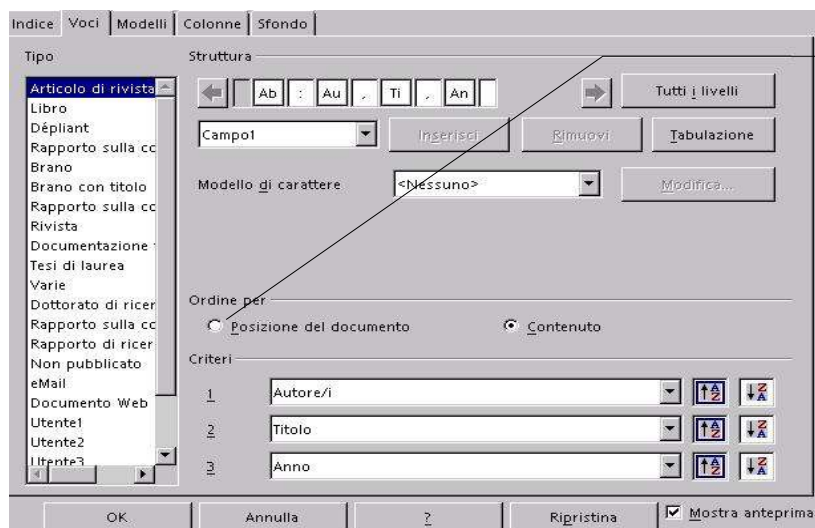 Indice Voci Modelli Colonne Sfondo
Tipo
Articolo di rivista
Libro
Dépliant
Rapporto sulla cc
Brano
Brano con titolo
Rapporto sulla cc
Rivista
Documentazione
Tesi di laurea
Varie
Dottorato di ricer
Rapporto sulla cc
Rapporto di ricer
Non pubblicato
eMail
Documento Web
Utente1
Utente2
Utente3
Struttura
Ab : Au , Ti , An
Tutti i livelli
Campo1 Inserisci Rimuovi Tabulazione
Modello di carattere <Nessuno> Modifica...
Ordine per
Posizione del documento Contenuto
Criteri
1 Autore/i
2 Titolo
3 Anno
OK Annulla ? Ripristina Mostra anteprima